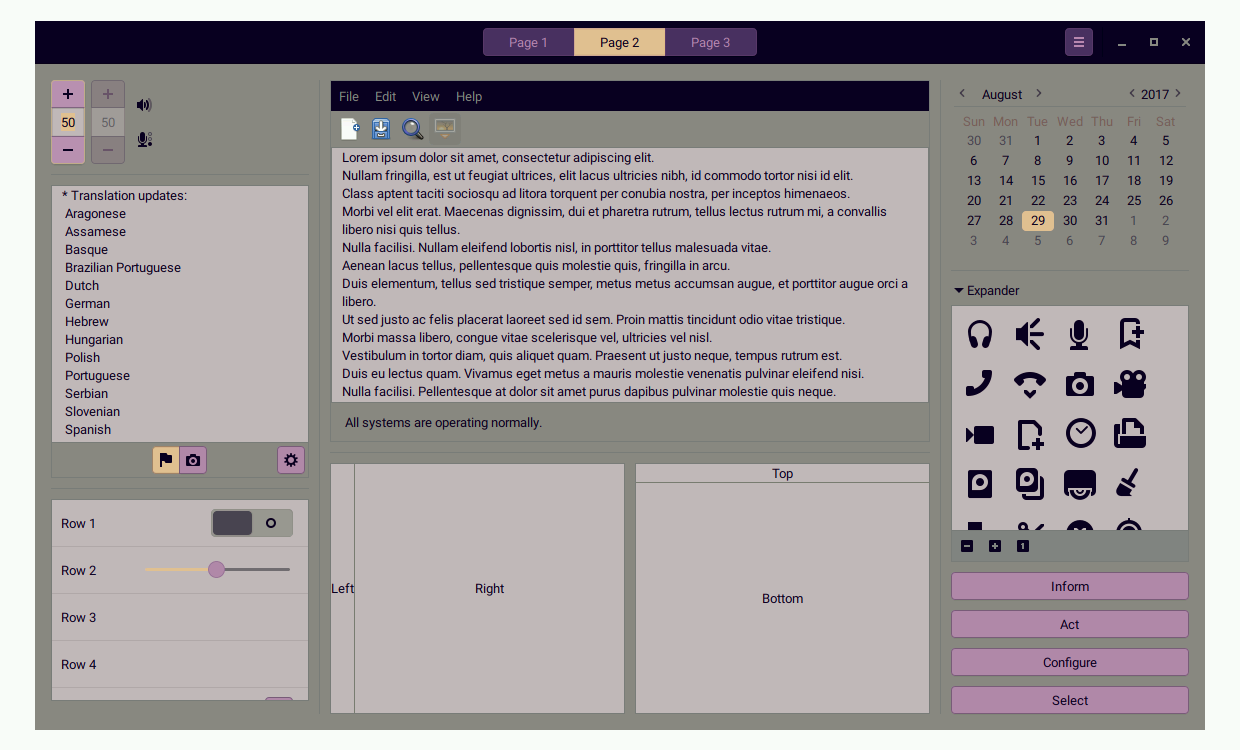 Page 1 Page 2 Page 3
50 50
* Translation updates:
Aragonese
Assamese
Basque
Brazilian Portuguese
Dutch
German
Hebrew
Hungarian
Polish
Portuguese
Serbian
Slovenian
Spanish
Row 1
Row 2
Row 3
Row 4
File Edit View Help
Lorem ipsum dolor sit amet, consectetur adipiscing elit.
Nullam fringilla, est ut feugiat ultrices, elit lacus ultricies nibh, id commodo tortor nisi id elit.
Class aptent taciti sociosqu ad litora torquent per conubia nostra, per inceptos himenaeos.
Morbi vel elit erat. Maecenas dignissim, dui et pharetra rutrum, tellus lectus rutrum mi, a convallis
libero nisi quis tellus.
Nulla facilisi. Nullam eleifend lobortis nisl, in porttitor tellus malesuada vitae.
Aenean lacus tellus, pellentesque quis molestie quis, fringilla in arcu.
Duis elementum, tellus sed tristique semper, metus metus accumsan augue, et porttitor augue orci a
libero.
Ut sed justo ac felis placerat laoreet sed id sem. Proin mattis tincidunt odio vitae tristique.
Morbi massa libero, congue vitae scelerisque vel, ultricies vel nisl.
Vestibulum in tortor diam, quis aliquet quam. Praesent ut justo neque, tempus rutrum est.
Duis eu lectus quam. Vivamus eget metus a mauris molestie venenatis pulvinar eleifend nisi.
Nulla facilisi. Pellentesque at dolor sit amet purus dapibus pulvinar molestie quis neque.
All systems are operating normally.
Left Right
Top
Bottom
August 2017
Sun Mon Tue Wed Thu Fri Sat
30 31 1 2 3 4 5
6 7 8 9 10 11 12
13 14 15 16 17 18 19
20 21 22 23 24 25 26
27 28 29 30 31 1 2
3 4 5 6 7 8 9
Expander
1
Inform
Act
Configure
Select